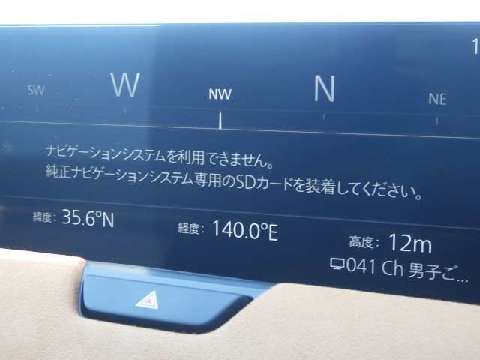 1
SW W NW N NE
ナビゲーションシステムを利用できません。
純正ナビゲーションシステム専用のSDカードを装着してください。
緯度: 35.6°N 経度: 140.0°E 高度: 12m
041 Ch 男子ご...